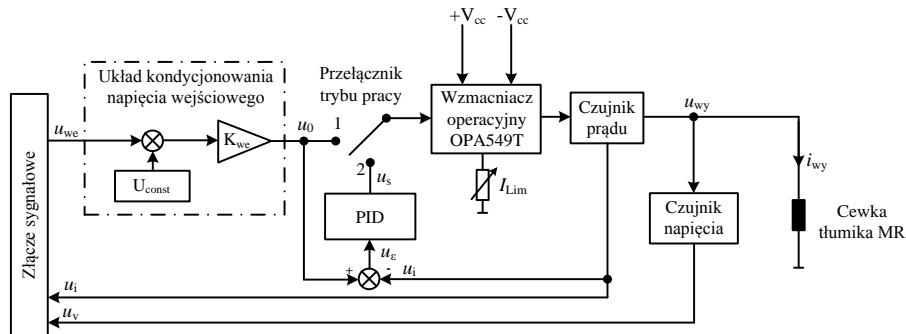 +Vcc -Vcc
Układ kondycjonowania
napięcia wejściowego
Przełącznik
trybu pracy
Wzmacniacz
operacyjny
OPA549T
Czujnik
prądu
uwy
uwe
Kwe
u0
1
2
Uconst
us
ILim
iwy
PID
Czujnik
napięcia
Cewka
tłumika MR
Złącze sygnałowe
uε
+
-
ui
ui
uv